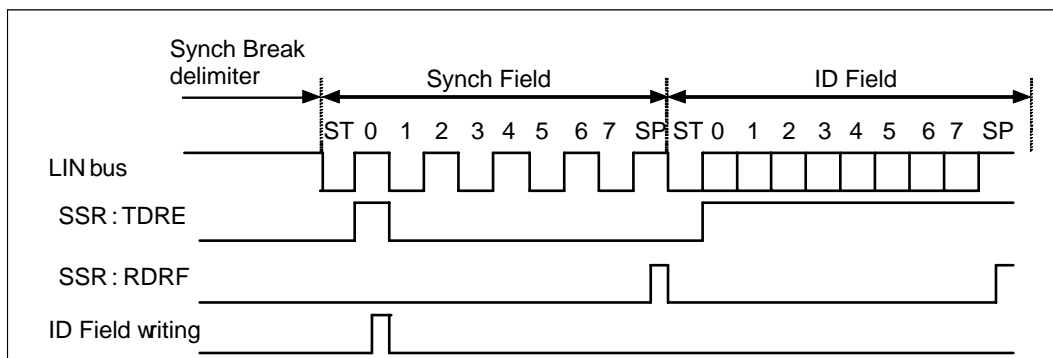 Synch Break
delimiter
Synch Field
ID Field
ST 0 1 2 3 4 5 6 7 SP ST 0 1 2 3 4 5 6 7 SP
LIN bus
SSR : TDRE
SSR : RDRF
ID Field writing